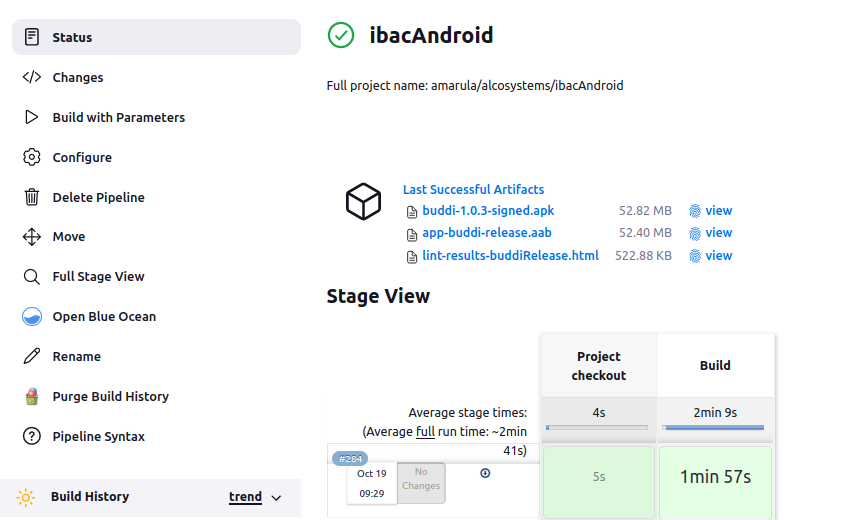 Status
Changes
Build with Parameters
Configure
Delete Pipeline
Move
Full Stage View
Open Blue Ocean
Rename
Purge Build History
Pipeline Syntax
Build History
trend
ibacAndroid
Full project name: amarula/alcosystems/ibacAndroid
Last Successful Artifacts
buddi-1.0.3-signed.apk 52.82 MB view
app-buddi-release.aab 52.40 MB view
lint-results-buddiRelease.html 522.88 KB view
Stage View
Project
checkout
Build
Average stage times:
(Average full run time: ~2min
41s)
4s
2min 9s
#284
Oct 19
09:29
No
Changes
5s
1min 57s